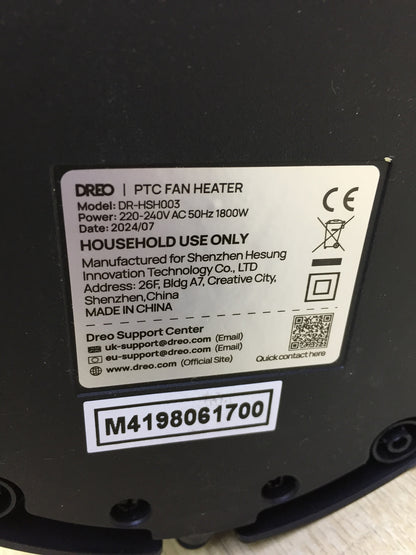 DREO | PTC FAN HEATER
Model: DR-HSH003
Power: 220-240V AC 50Hz 1800W
Date: 2024/07
HOUSEHOLD USE ONLY
Manufactured for Shenzhen Hesung
Innovation Technology Co., LTD
Address: 26F, Bldg A7, Creative City,
Shenzhen,China
MADE IN CHINA
CE
Dreo Support Center
uk-support@dreo.com (Email)
eu-support@dreo.com (Email)
www.dreo.com (Official Site)
Quick contact here
M4198061700